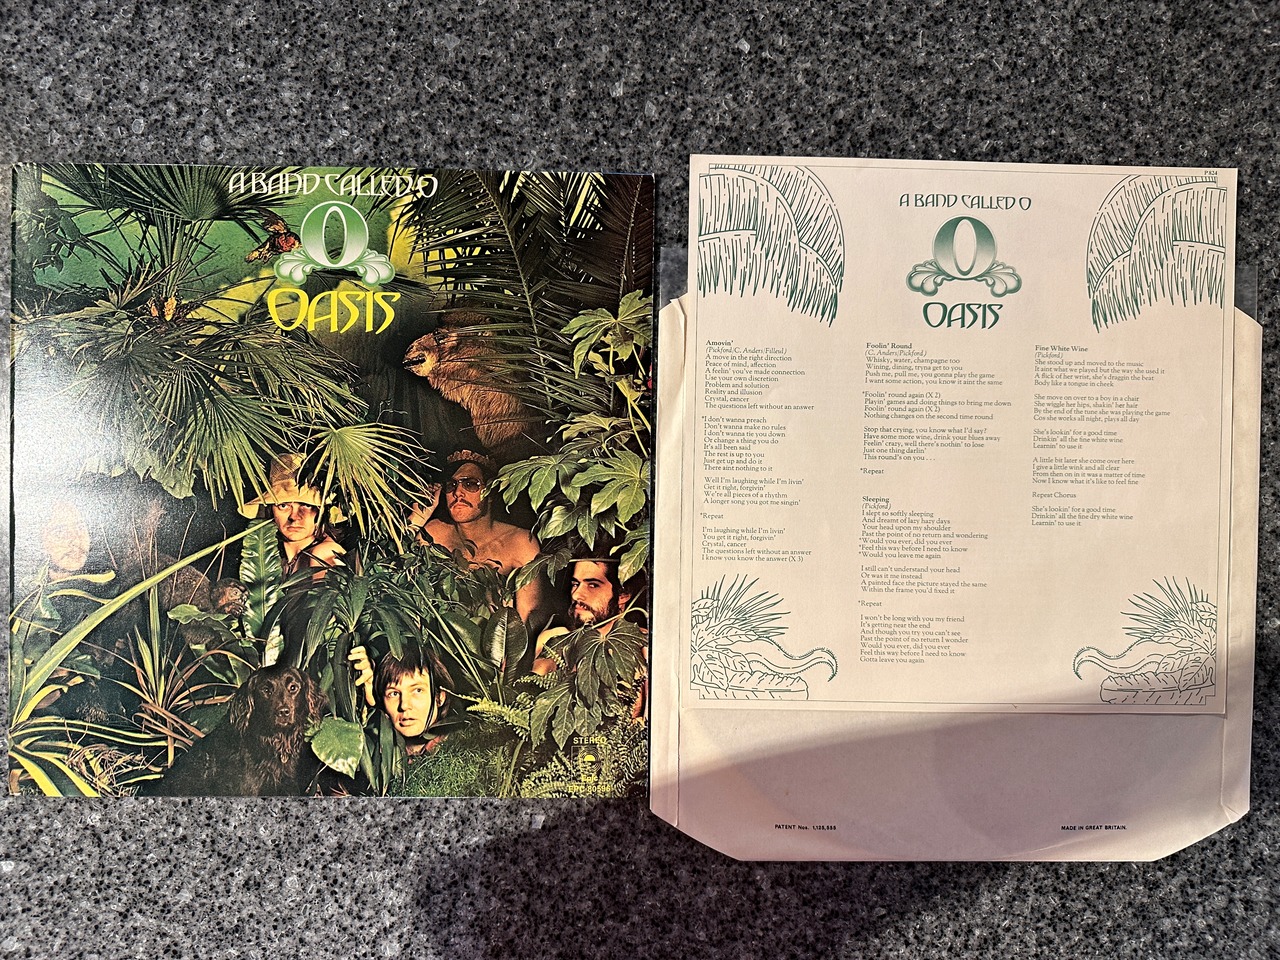 A BAND CALLED O
O
OASIS
STEREO
Epic
EPC 80596
P 824
A BAND CALLED O
O
OASIS
Amovin'
(Pickford/C. Anders/Filleul)
A move in the right direction
Peace of mind, affection
A feelin' you've made connection
Use your own discretion
Problem and solution
Reality and illusion
Crystal, cancer
The questions left without an answer
*I don't wanna preach
Don't wanna make no rules
I don't wanna tie you down
Or change a thing you do
It's all been said
The rest is up to you
Just get up and do it
There aint nothing to it
Well I'm laughing while I'm livin'
Get it right, forgivin'
We're all pieces of a rhythm
A longer song you got me singin'
*Repeat
I'm laughing while I'm livin'
You get it right, forgivin'
Crystal, cancer
The questions left without an answer
I know you know the answer (X 3)
Foolin' Round
(C. Anders/Pickford)
Whisky, water, champagne too
Wining, dining, tryna get to you
Push me, pull me, you gonna play the game
I want some action, you know it aint the same
*Foolin' round again (X 2)
Playin' games and doing things to bring me down
Foolin' round again (X 2)
Nothing changes on the second time round
Stop that crying, you know what I'd say?
Have some more wine, drink your blues away
Feelin' crazy, well there's nothin' to lose
Just one thing darlin'
This round's on you . . .
*Repeat
Sleeping
(Pickford)
I slept so softly sleeping
And dreamt of lazy hazy days
Your head upon my shoulder
Past the point of no return and wondering
*Would you ever, did you ever
*Feel this way before I need to know
*Would you leave me again
I still can't understand your head
Or was it me instead
A painted face the picture stayed the same
Within the frame you'd fixed it
*Repeat
I won't be long with you my friend
It's getting near the end
And though you try you can't see
Past the point of no return I wonder
Would you ever, did you ever
Feel this way before I need to know
Gotta leave you again
Fine White Wine
(Pickford)
She stood up and moved to the music
It aint what we played but the way she used it
A flick of her wrist, she's draggin the beat
Body like a tongue in cheek
She move on over to a boy in a chair
She wiggle her hips, shakin' her hair
By the end of the tune she was playing the game
Cos she works all night, plays all day
She's lookin' for a good time
Drinkin' all the fine white wine
Learnin' to use it
A little bit later she come over here
I give a little wink and all clear
From then on in it was a matter of time
Now I know what it's like to feel fine
Repeat Chorus
She's lookin' for a good time
Drinkin' all the fine dry white wine
Learnin' to use it
PATENT Nos. 1,125,555
MADE IN GREAT BRITAIN.